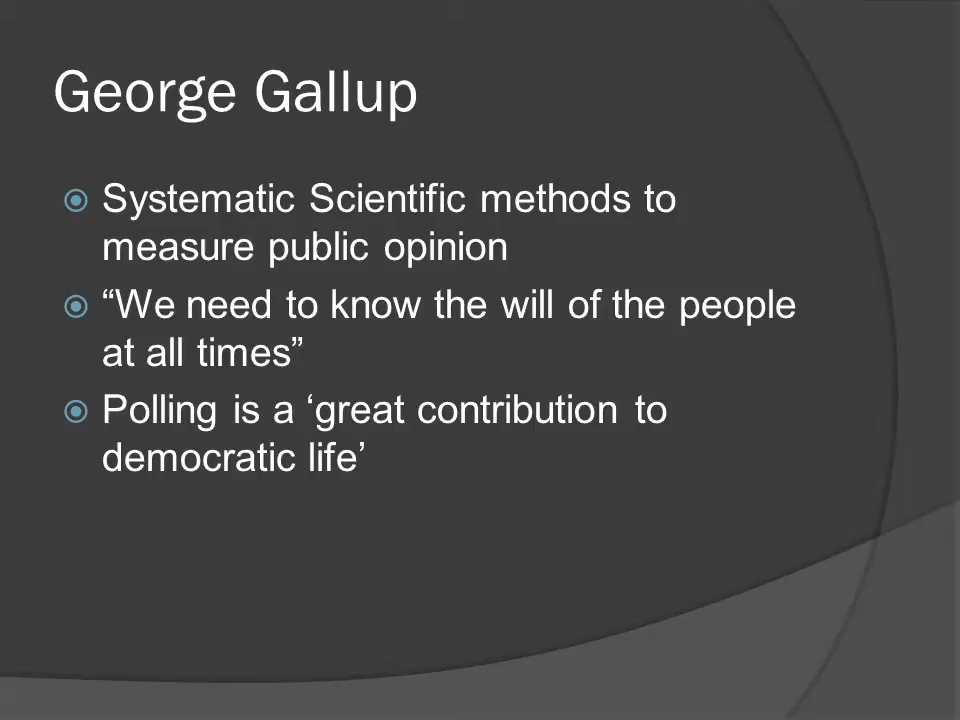 George Gallup
Systematic Scientific methods to
measure public opinion
“We need to know the will of the people
at all times”
Polling is a ‘great contribution to
democratic life’